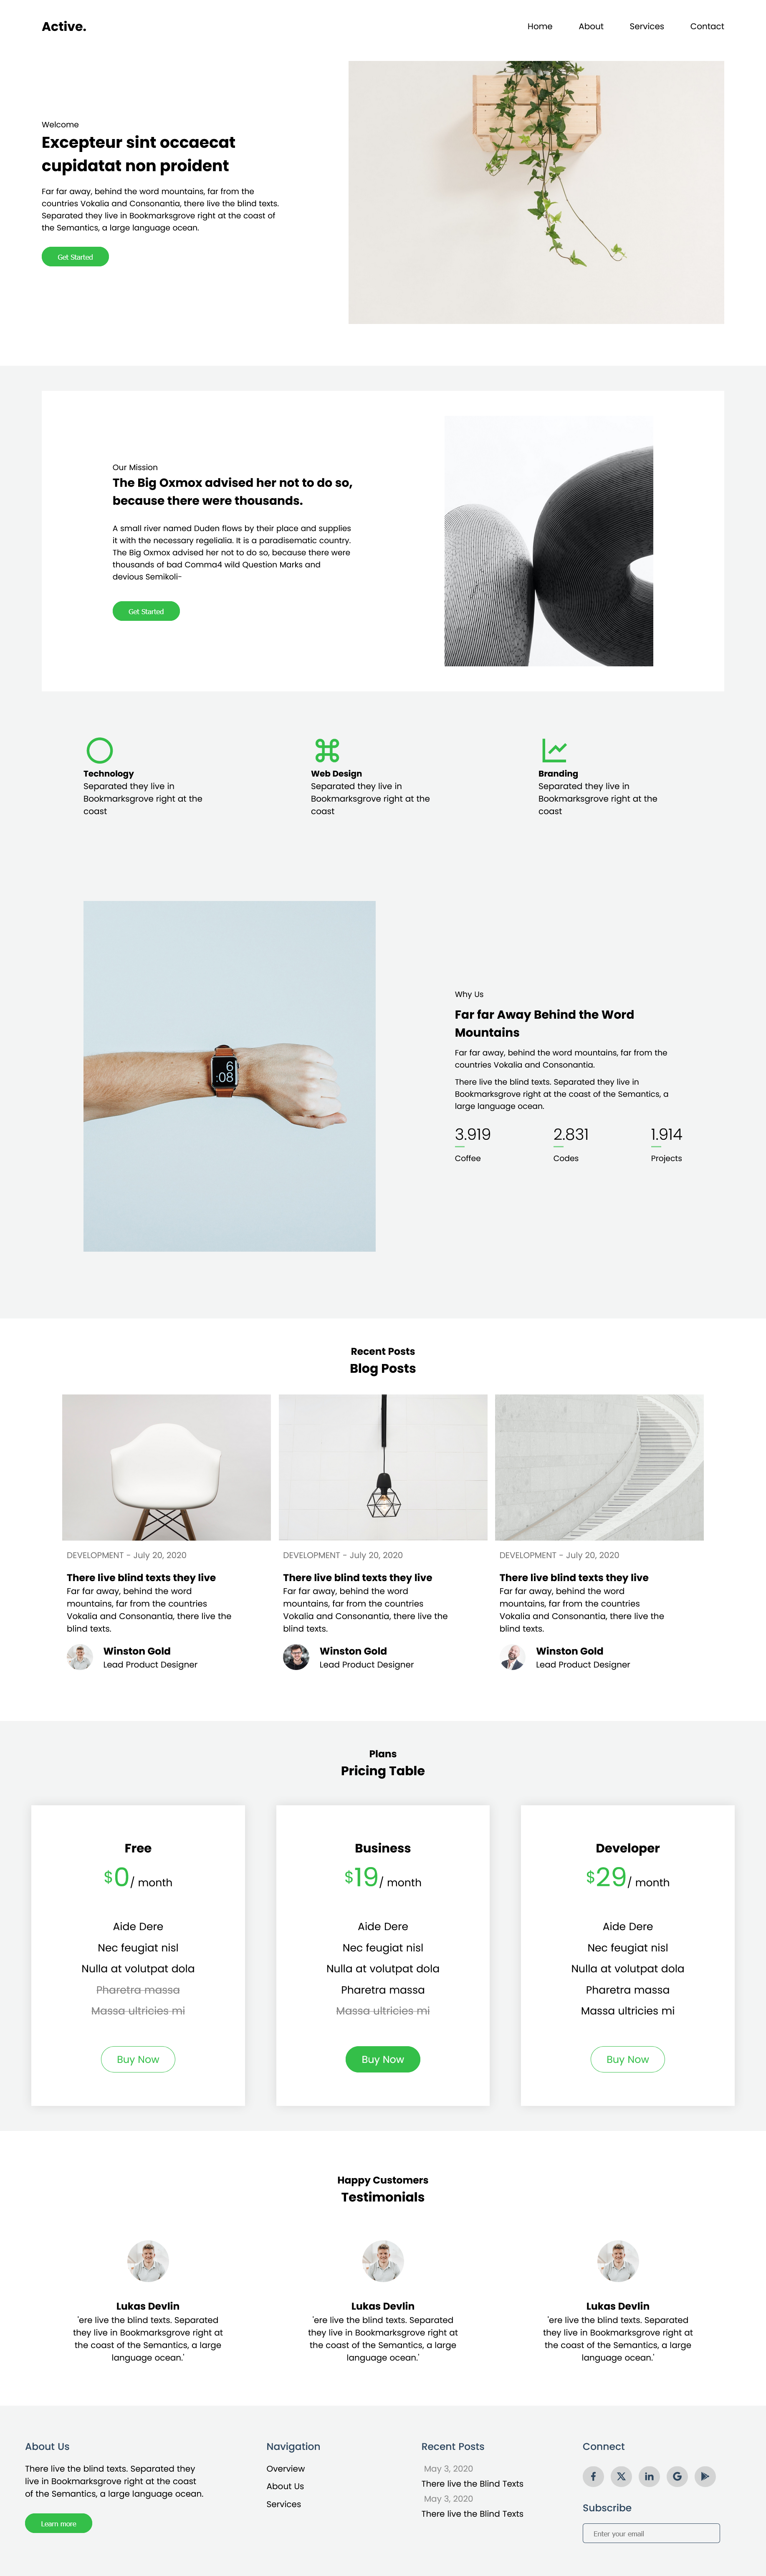 Active.
Home About Services Contact
Welcome
Excepteur sint occaecat
cupidatat non proident
Far far away, behind the word mountains, far from the
countries Vokalia and Consonantia, there live the blind texts.
Separated they live in Bookmarksgrove right at the coast of
the Semantics, a large language ocean.
Get Started
Our Mission
The Big Oxmox advised her not to do so,
because there were thousands.
A small river named Duden flows by their place and supplies
it with the necessary regelialia. It is a paradisematic country.
The Big Oxmox advised her not to do so, because there were
thousands of bad Comma4 wild Question Marks and
devious Semikoli-
Get Started
Technology
Separated they live in
Bookmarksgrove right at the
coast
Web Design
Separated they live in
Bookmarksgrove right at the
coast
Branding
Separated they live in
Bookmarksgrove right at the
coast
6
:08
Why Us
Far far Away Behind the Word
Mountains
Far far away, behind the word mountains, far from the
countries Vokalia and Consonantia.
There live the blind texts. Separated they live in
Bookmarksgrove right at the coast of the Semantics, a
large language ocean.
3.919 2.831 1.914
Coffee Codes Projects
Recent Posts
Blog Posts
DEVELOPMENT - July 20, 2020
There live blind texts they live
Far far away, behind the word
mountains, far from the countries
Vokalia and Consonantia, there live the
blind texts.
Winston Gold
Lead Product Designer
DEVELOPMENT - July 20, 2020
There live blind texts they live
Far far away, behind the word
mountains, far from the countries
Vokalia and Consonantia, there live the
blind texts.
Winston Gold
Lead Product Designer
DEVELOPMENT - July 20, 2020
There live blind texts they live
Far far away, behind the word
mountains, far from the countries
Vokalia and Consonantia, there live the
blind texts.
Winston Gold
Lead Product Designer
Plans
Pricing Table
Free
$0/ month
Aide Dere
Nec feugiat nisl
Nulla at volutpat dola
Pharetra massa
Massa ultricies mi
Buy Now
Business
$19/ month
Aide Dere
Nec feugiat nisl
Nulla at volutpat dola
Pharetra massa
Massa ultricies mi
Buy Now
Developer
$29/ month
Aide Dere
Nec feugiat nisl
Nulla at volutpat dola
Pharetra massa
Massa ultricies mi
Buy Now
Happy Customers
Testimonials
Lukas Devlin
'ere live the blind texts. Separated
they live in Bookmarksgrove right at
the coast of the Semantics, a large
language ocean.'
Lukas Devlin
'ere live the blind texts. Separated
they live in Bookmarksgrove right at
the coast of the Semantics, a large
language ocean.'
Lukas Devlin
'ere live the blind texts. Separated
they live in Bookmarksgrove right at
the coast of the Semantics, a large
language ocean.'
About Us
There live the blind texts. Separated they
live in Bookmarksgrove right at the coast
of the Semantics, a large language ocean.
Learn more
Navigation
Overview
About Us
Services
Recent Posts
May 3, 2020
There live the Blind Texts
May 3, 2020
There live the Blind Texts
Connect
Subscribe
Enter your email